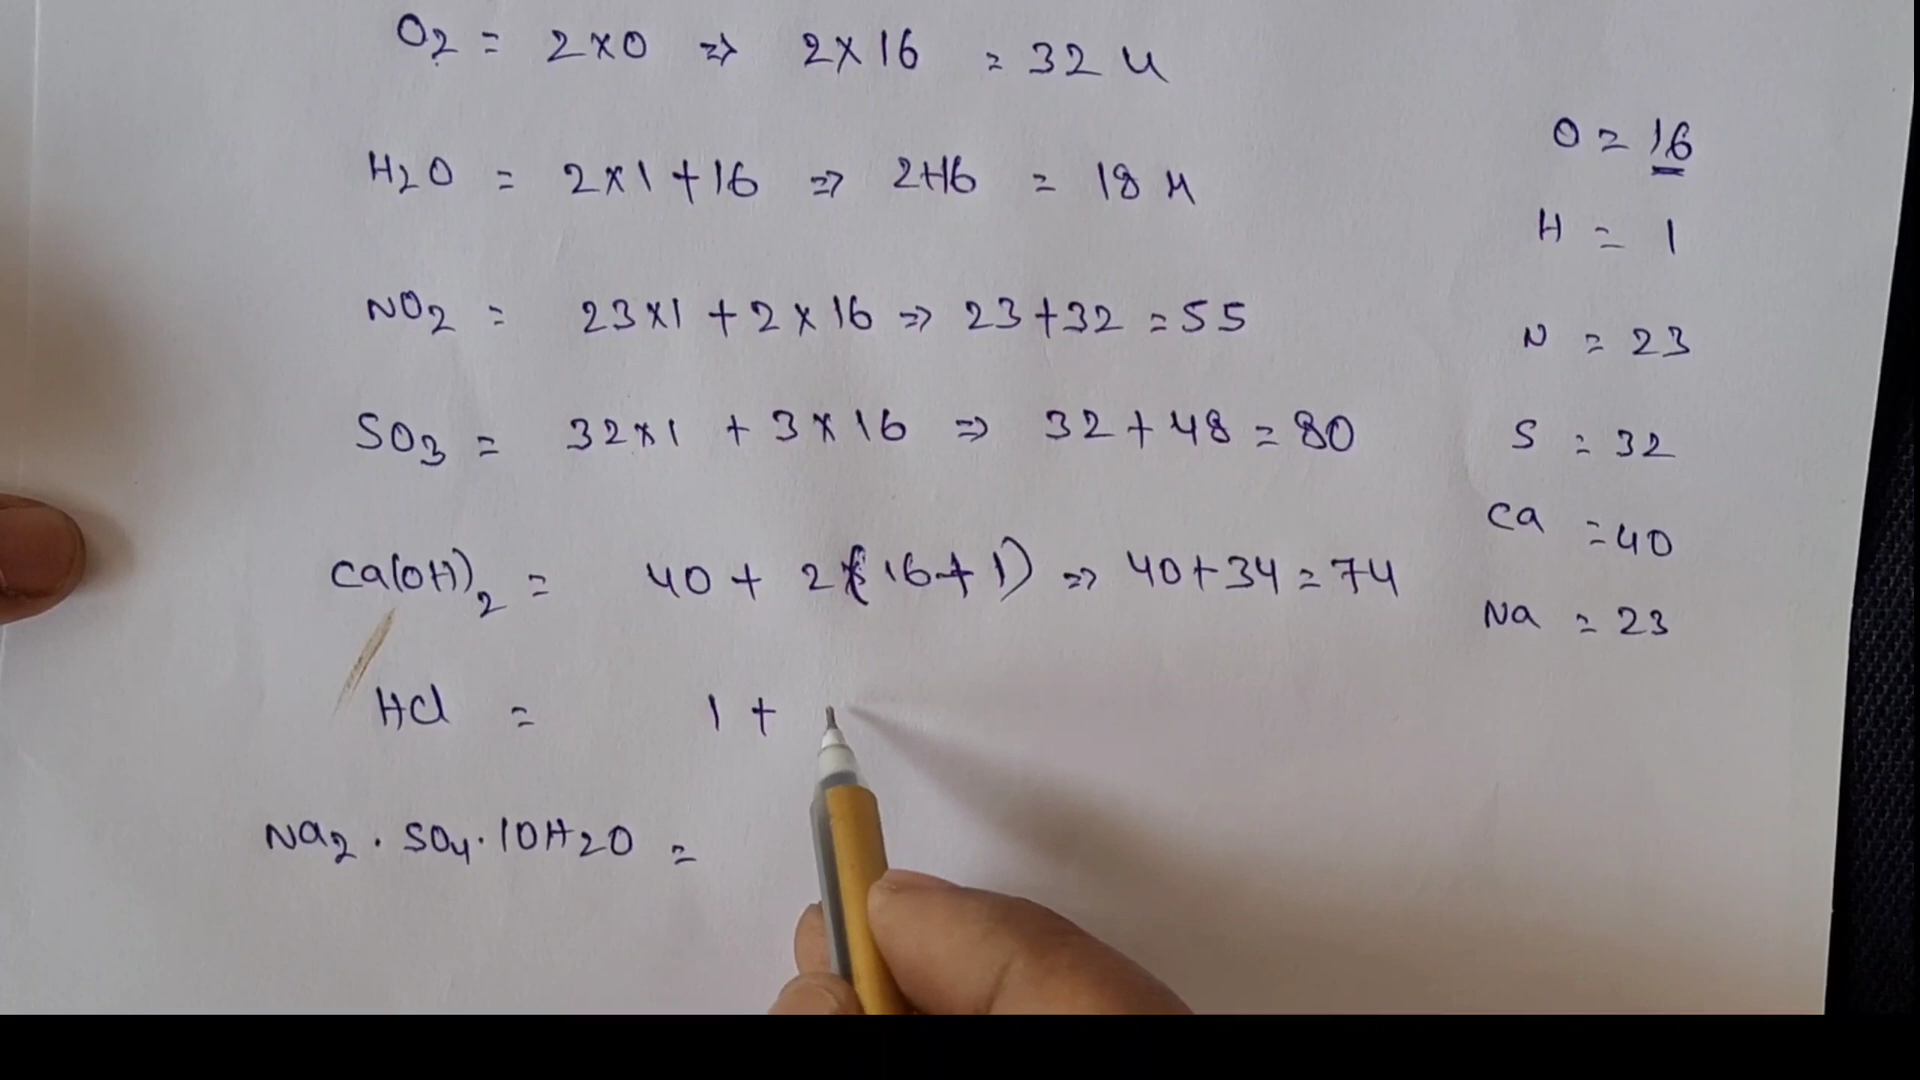 O2 = 2×O ⇒ 2×16 = 32 u
O = 16
H2O = 2×1+16 ⇒ 2+16 = 18 u
H = 1
NO2 = 23×1+2×16 ⇒ 23+32 = 55
N = 23
SO3 = 32×1 + 3×16 ⇒ 32+48 = 80
S = 32
Ca = 40
Ca(OH)2 = 40 + 2(16+1) ⇒ 40+34 = 74
Na = 23
HCl = 1 +
Na2 . SO4 . 10H2O =